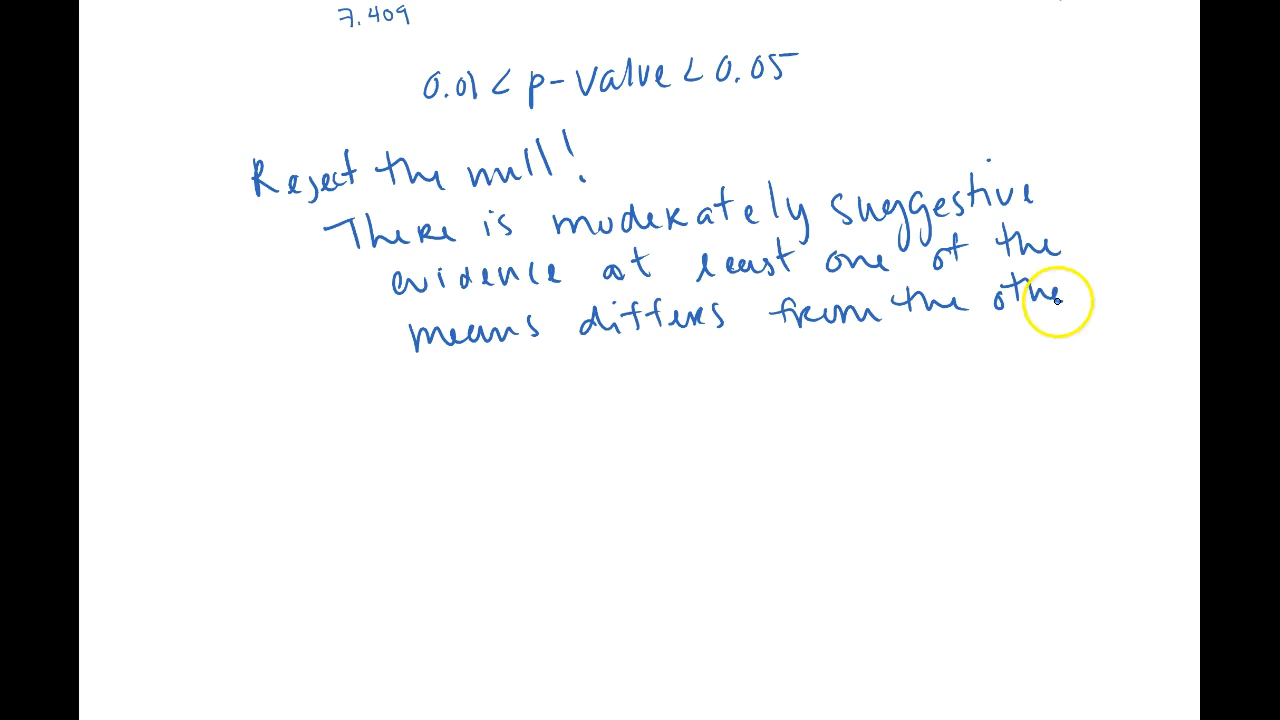 7.409
0.01 < p-value < 0.05
Reject the null!
There is moderately suggestive
evidence at least one of the
means differs from the othe